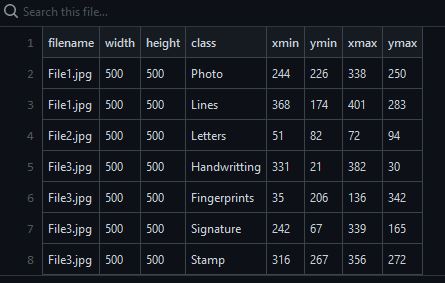 Search this file...
1 filename width height class xmin ymin xmax ymax
2 File1.jpg 500 500 Photo 244 226 338 250
3 File1.jpg 500 500 Lines 368 174 401 283
4 File2.jpg 500 500 Letters 51 82 72 94
5 File3.jpg 500 500 Handwritting 331 21 382 30
6 File3.jpg 500 500 Fingerprints 35 206 136 342
7 File3.jpg 500 500 Signature 242 67 339 165
8 File3.jpg 500 500 Stamp 316 267 356 272